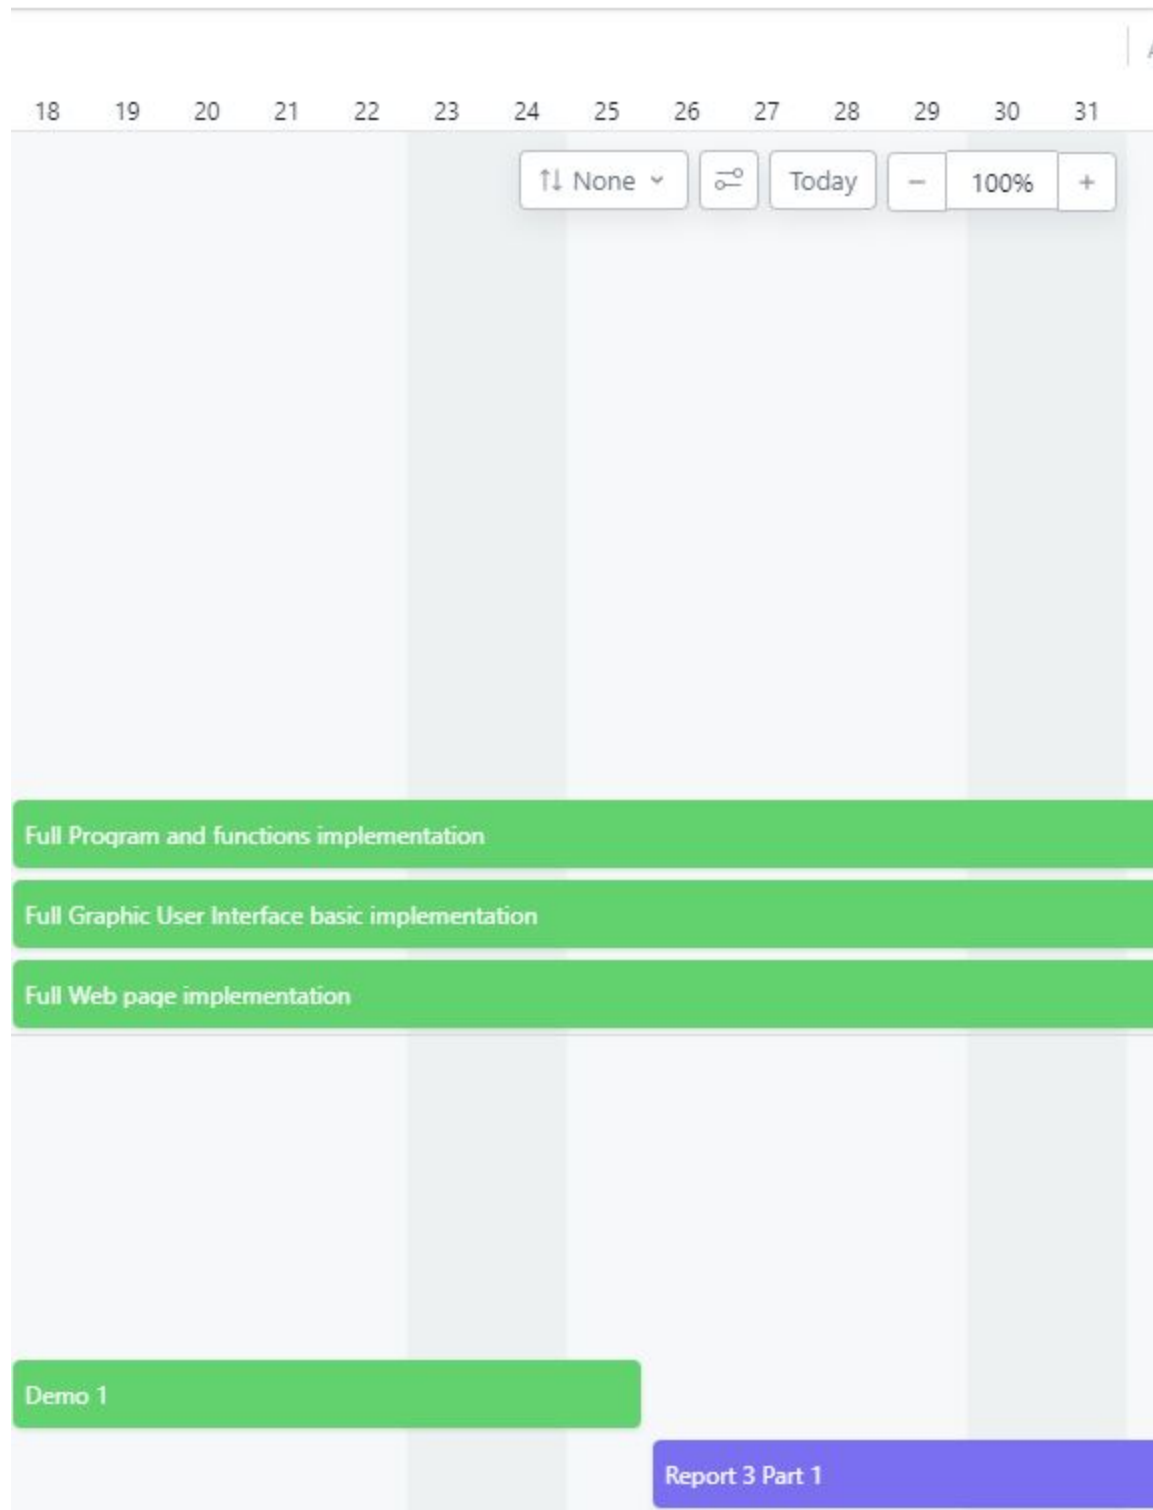 18 19 20 21 22 23 24 25 26 27 28 29 30 31
None Today 100%
Full Program and functions implementation
Full Graphic User Interface basic implementation
Full Web page implementation
Demo 1
Report 3 Part 1